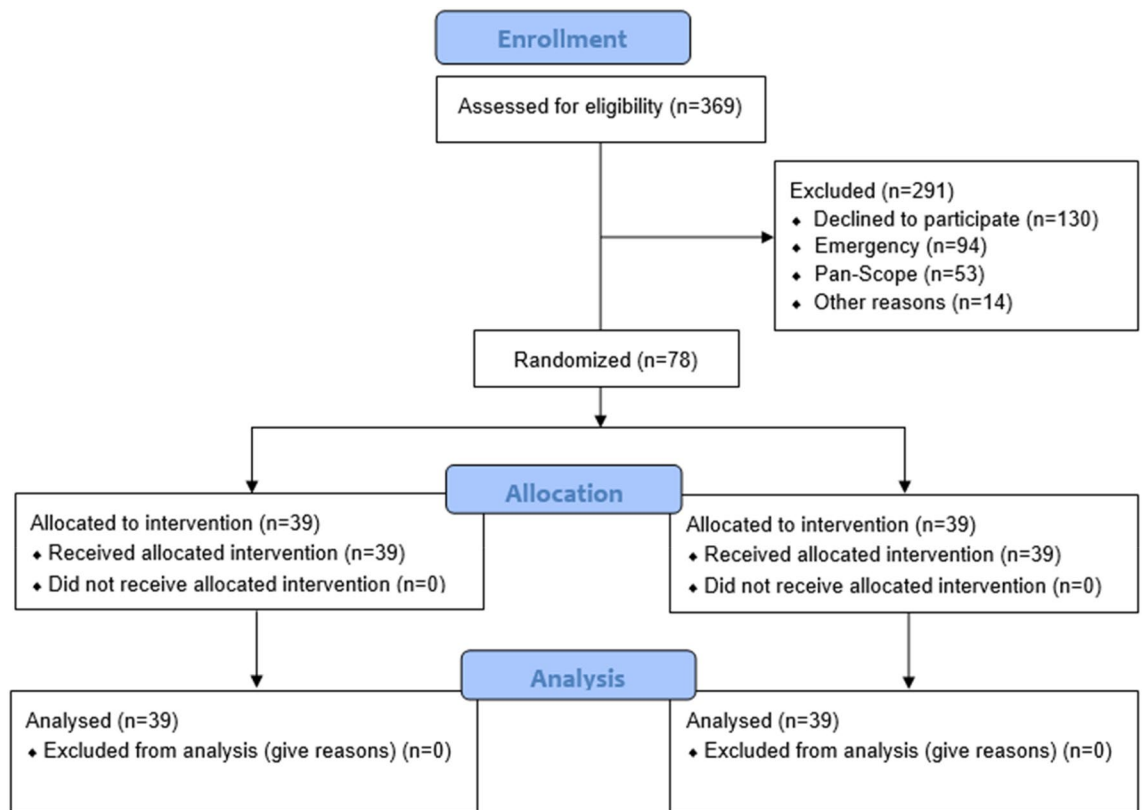 Enrollment
Assessed for eligibility (n=369)
Excluded (n=291)
⬥ Declined to participate (n=130)
⬥ Emergency (n=94)
⬥ Pan-Scope (n=53)
⬥ Other reasons (n=14)
Randomized (n=78)
Allocation
Allocated to intervention (n=39)
⬥ Received allocated intervention (n=39)
⬥ Did not receive allocated intervention (n=0)
Allocated to intervention (n=39)
⬥ Received allocated intervention (n=39)
⬥ Did not receive allocated intervention (n=0)
Analysis
Analysed (n=39)
⬥ Excluded from analysis (give reasons) (n=0)
Analysed (n=39)
⬥ Excluded from analysis (give reasons) (n=0)